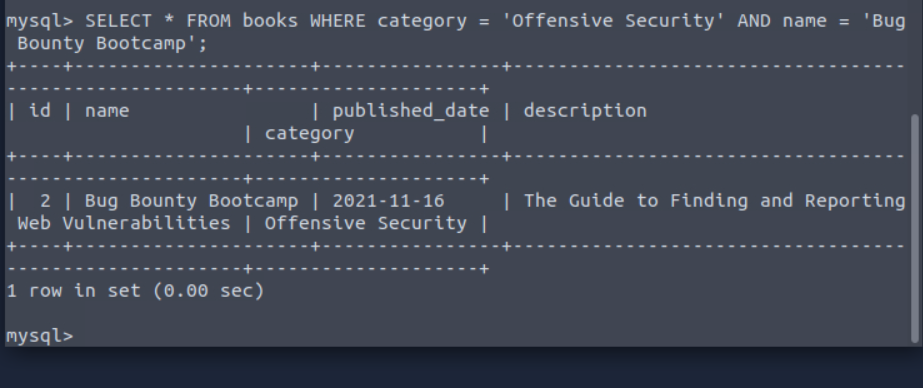 mysql> SELECT * FROM books WHERE category = 'Offensive Security' AND name = 'Bug
 Bounty Bootcamp';
+----+---------------------+----------------+-----------------------------------
---------------------+--------------------+
| id | name                | published_date | description
                     | category           |
+----+---------------------+----------------+-----------------------------------
---------------------+--------------------+
|  2 | Bug Bounty Bootcamp | 2021-11-16     | The Guide to Finding and Reporting
 Web Vulnerabilities | Offensive Security |
+----+---------------------+----------------+-----------------------------------
---------------------+--------------------+
1 row in set (0.00 sec)
mysql>